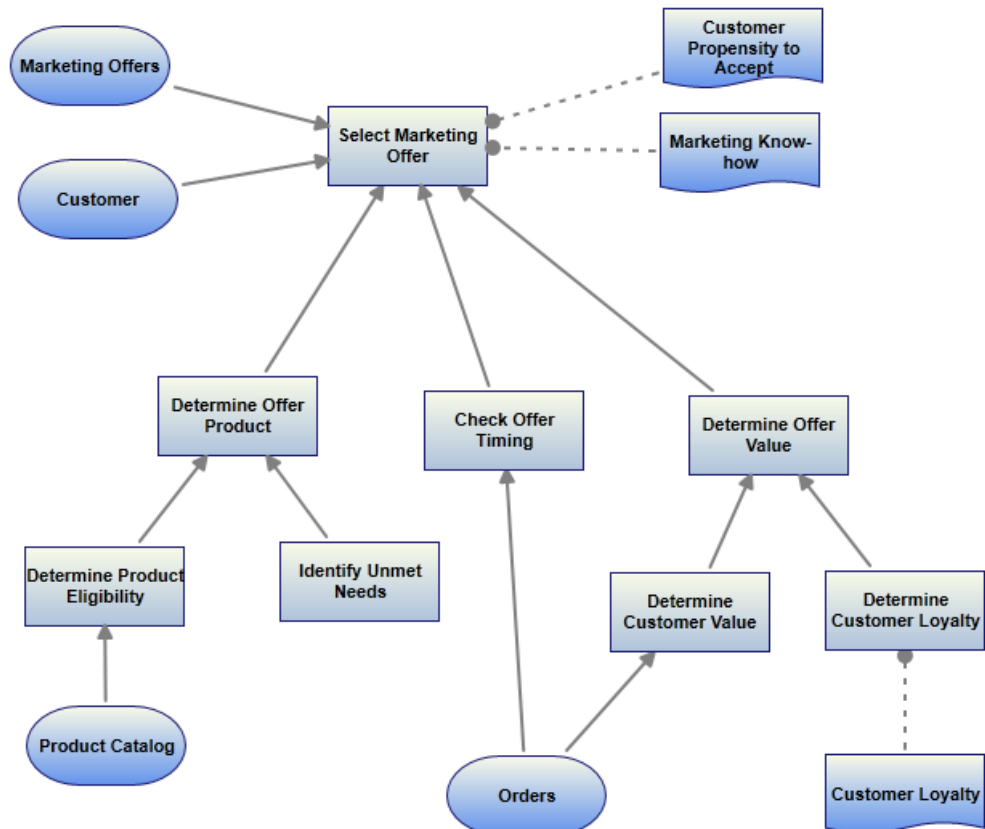 Customer
Propensity to
Accept
Marketing Offers
Select Marketing
Offer
Marketing Know-
how
Customer
Determine Offer
Product
Check Offer
Timing
Determine Offer
Value
Determine Product
Eligibility
Identify Unmet
Needs
Determine
Customer Value
Determine
Customer Loyalty
Product Catalog
Orders
Customer Loyalty